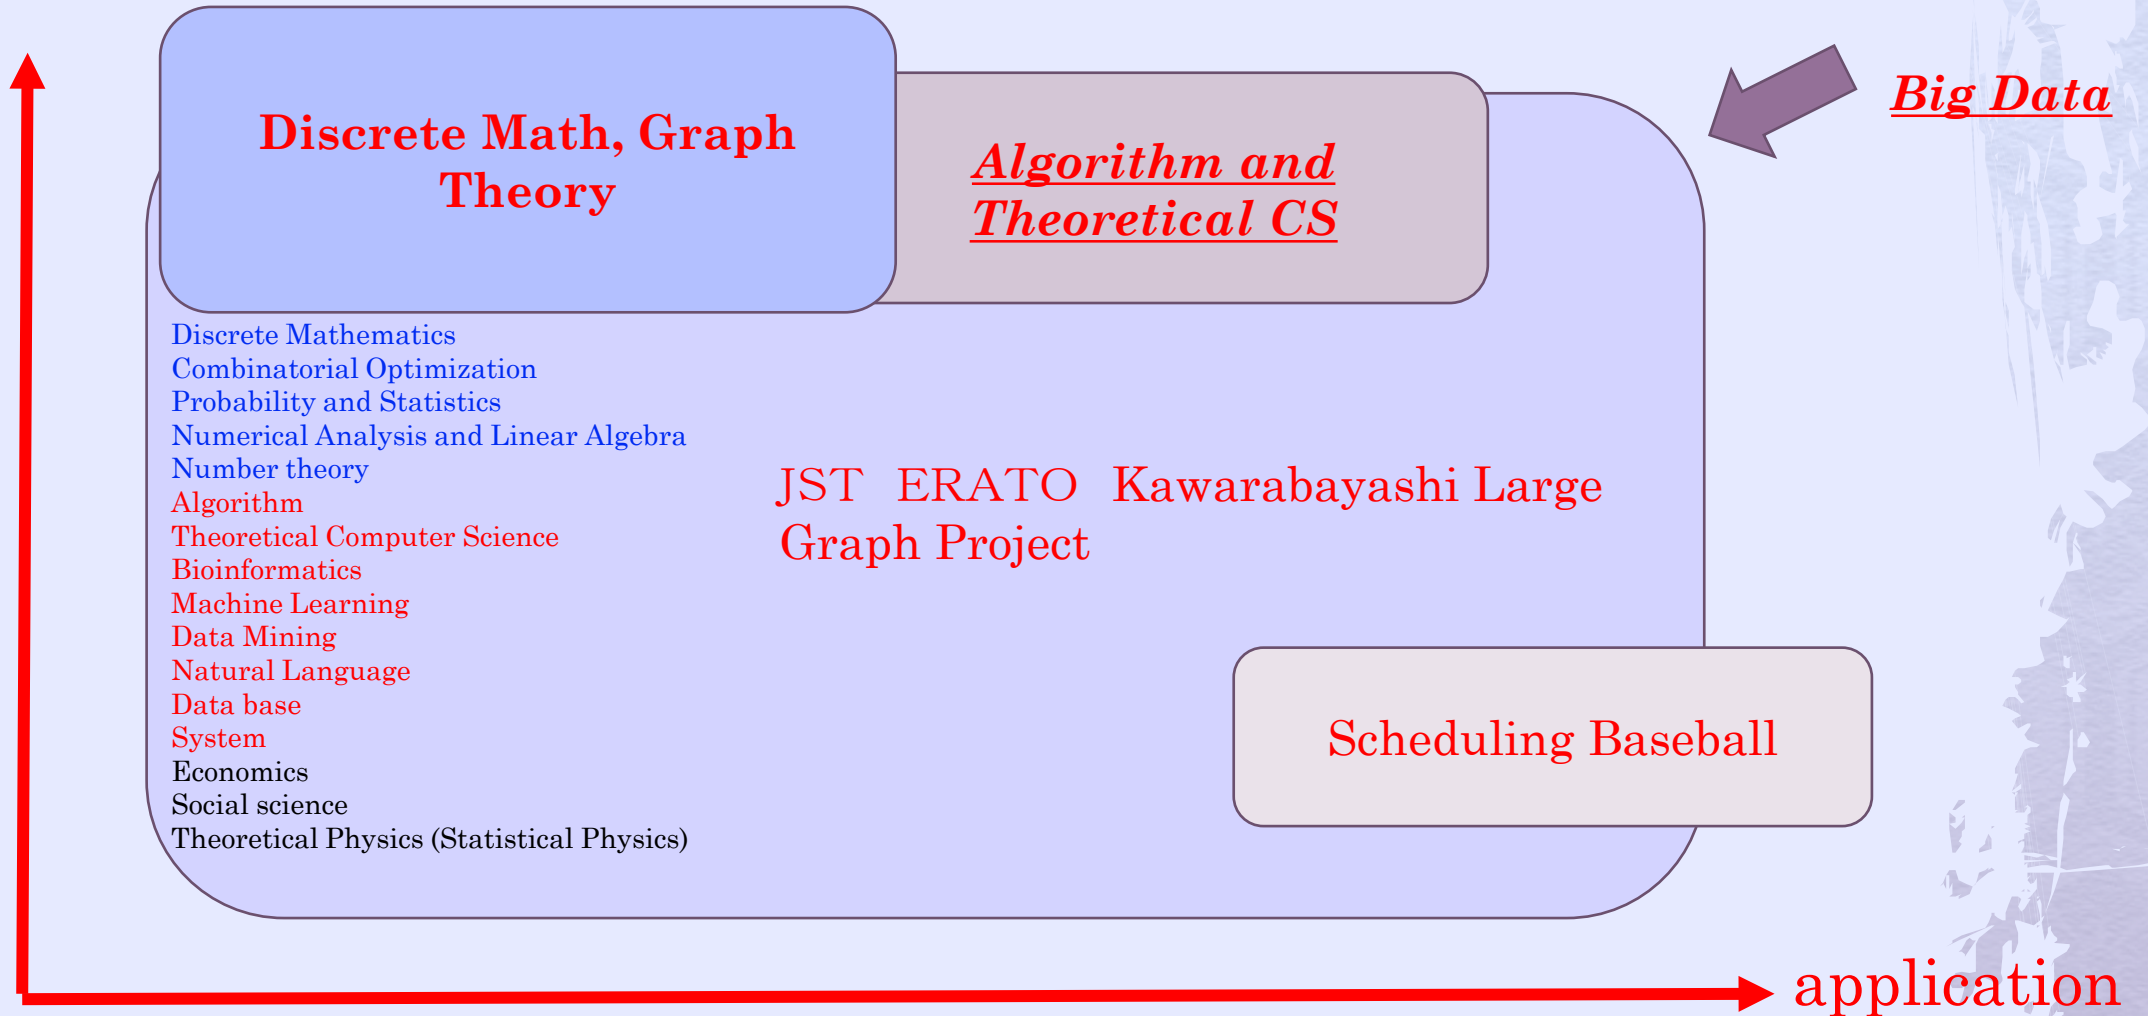 Discrete Math, Graph
Theory
Algorithm and
Theoretical CS
Big Data
Discrete Mathematics
Combinatorial Optimization
Probability and Statistics
Numerical Analysis and Linear Algebra
Number theory
Algorithm
Theoretical Computer Science
Bioinformatics
Machine Learning
Data Mining
Natural Language
Data base
System
Economics
Social science
Theoretical Physics (Statistical Physics)
JST ERATO Kawarabayashi Large
Graph Project
Scheduling Baseball
application